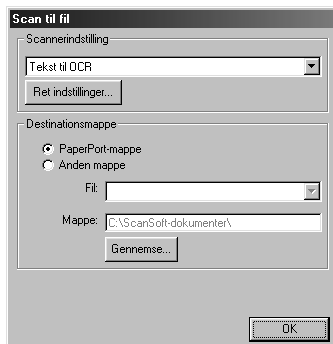 Scan til fil
Scannerindstilling
Tekst til OCR
Ret indstillinger...
Destinationsmappe
PaperPort-mappe
Anden mappe
Fil:
Mappe: C:\ScanSoft-dokumenter\
Gennemse...
OK